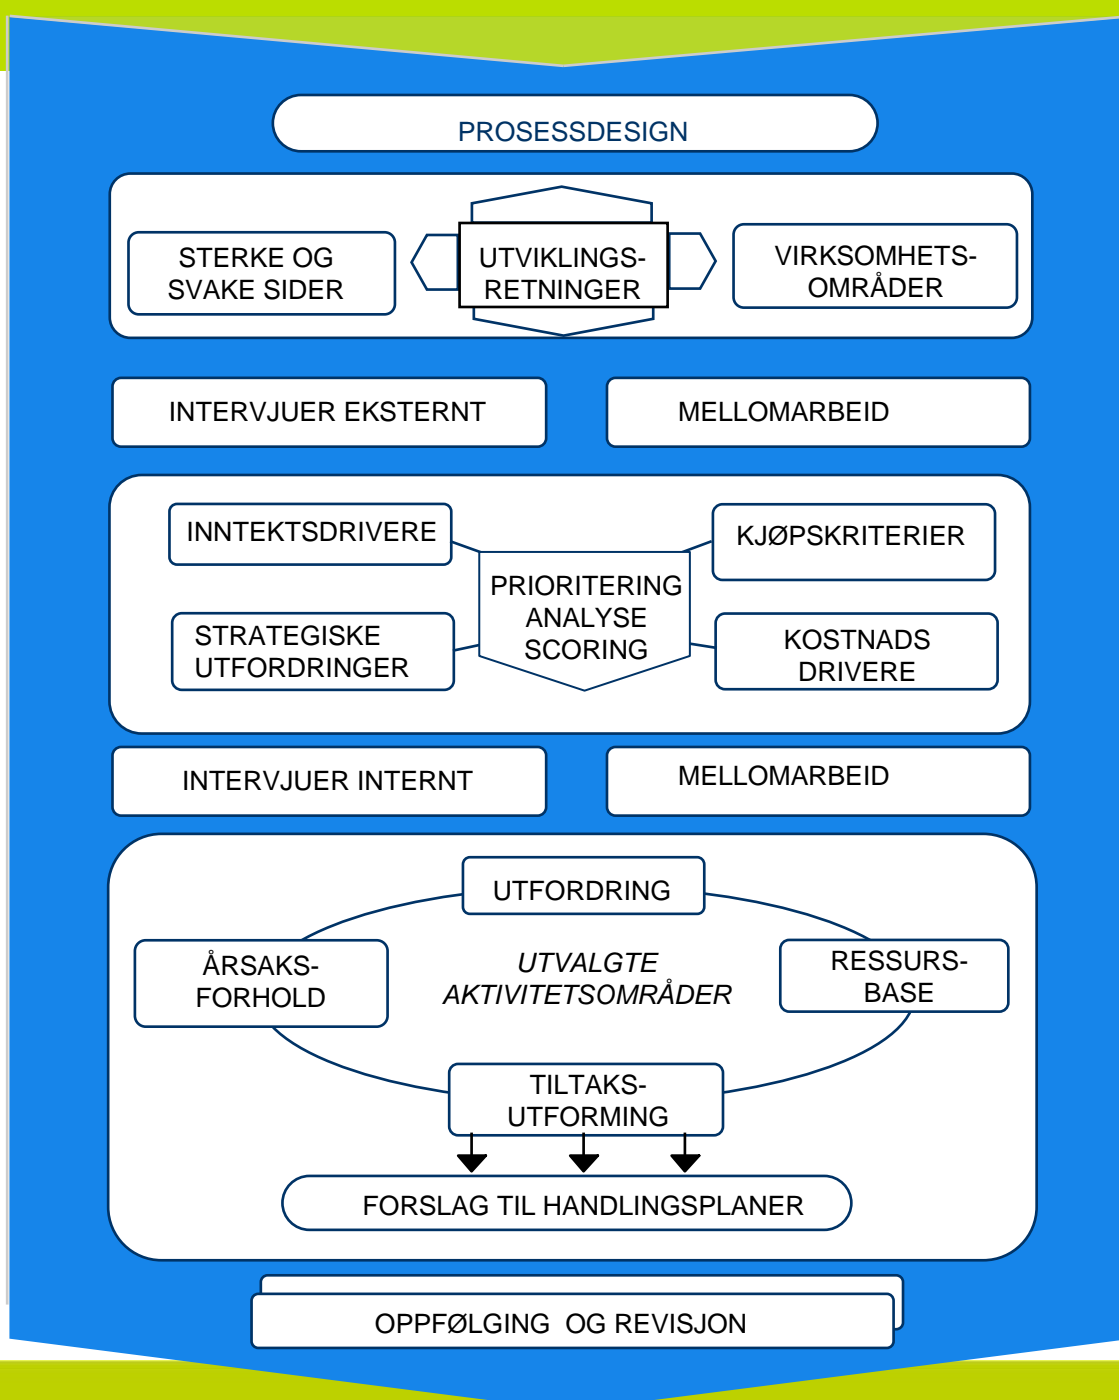 PROSESSDESIGN
STERKE OG
SVAKE SIDER
UTVIKLINGS-
RETNINGER
VIRKSOMHETS-
OMRÅDER
INTERVJUER EKSTERNT
MELLOMARBEID
INNTEKTSDRIVERE
KJØPSKRITERIER
PRIORITERING
ANALYSE
SCORING
STRATEGISKE
UTFORDRINGER
KOSTNADS
DRIVERE
INTERVJUER INTERNT
MELLOMARBEID
UTFORDRING
ÅRSAKS-
FORHOLD
UTVALGTE
AKTIVITETSOMRÅDER
RESSURS-
BASE
TILTAKS-
UTFORMING
FORSLAG TIL HANDLINGSPLANER
OPPFØLGING OG REVISJON